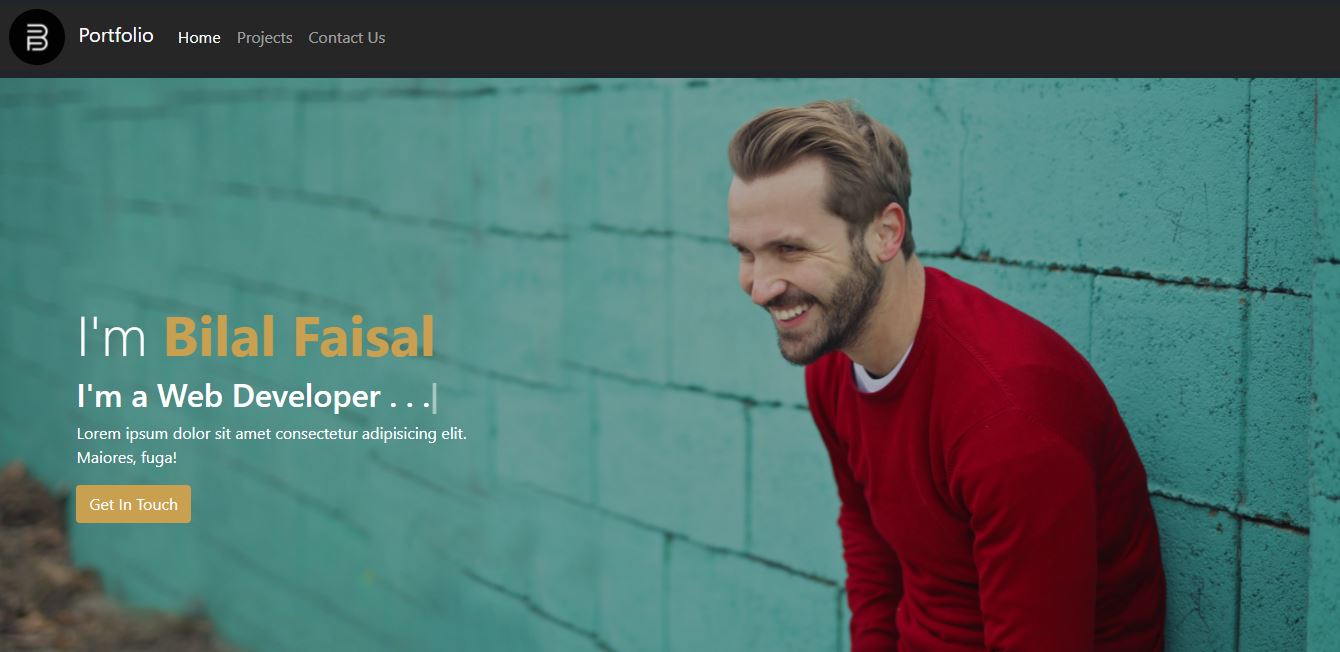 Portfolio Home Projects Contact Us
I'm Bilal Faisal
I'm a Web Developer . . .
Lorem ipsum dolor sit amet consectetur adipisicing elit.
Maiores, fuga!
Get In Touch